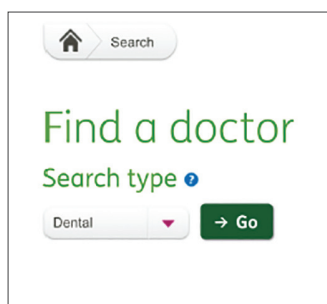 Search
Find a doctor
Search type ?
Dental
→ Go